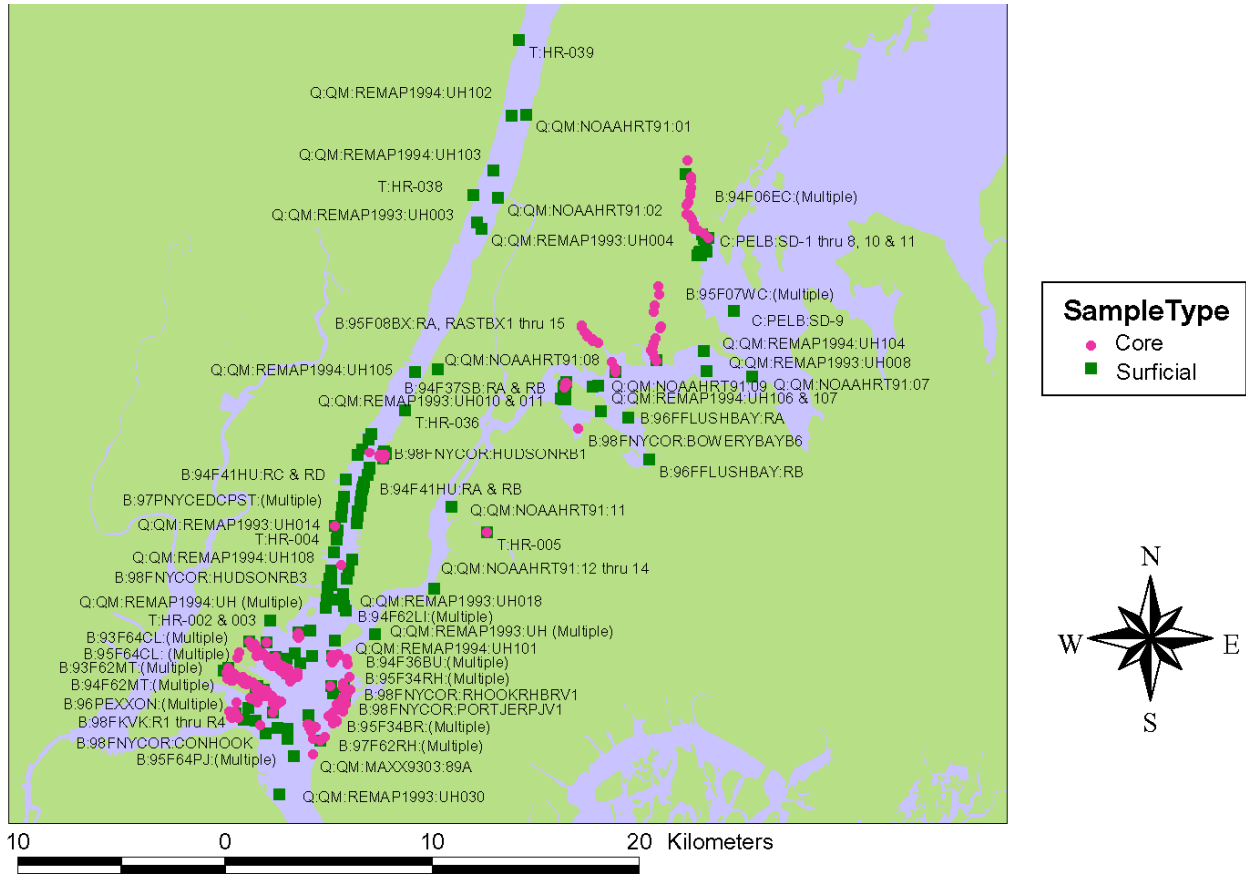 T:HR-039
Q:QM:REMAP1994:UH102
Q:QM:NOAAHRT91:01
Q:QM:REMAP1994:UH103
T:HR-038
B:94F06EC:(Multiple)
Q:QM:NOAAHRT91:02
Q:QM:REMAP1993:UH003
Q:QM:REMAP1993:UH004
C:PELB:SD-1 thru 8, 10 & 11
B:95F07WC:(Multiple)
B:95F08BX:RA, RASTBX1 thru 15
C:PELB:SD-9
Q:QM:REMAP1994:UH104
Q:QM:NOAAHRT91:08
Q:QM:REMAP1993:UH008
Q:QM:REMAP1994:UH105
B:94F37SB:RA & RB
Q:QM:NOAAHRT91:09
Q:QM:NOAAHRT91:07
Q:QM:REMAP1993:UH010 & 011
Q:QM:REMAP1994:UH106 & 107
T:HR-036
B:96FFLUSHBAY:RA
B:98FNYCOR:BOWERYBAYB6
B:98FNYCOR:HUDSONRB1
B:96FFLUSHBAY:RB
B:94F41HU:RC & RD
B:94F41HU:RA & RB
B:97PNYCEDCPST:(Multiple)
Q:QM:NOAAHRT91:11
Q:QM:REMAP1993:UH014
T:HR-004
T:HR-005
Q:QM:REMAP1994:UH108
Q:QM:NOAAHRT91:12 thru 14
B:98FNYCOR:HUDSONRB3
Q:QM:REMAP1994:UH (Multiple)
Q:QM:REMAP1993:UH018
T:HR-002 & 003
B:94F62LI:(Multiple)
B:93F64CL:(Multiple)
Q:QM:REMAP1993:UH (Multiple)
Q:QM:REMAP1994:UH101
B:95F64CL: (Multiple)
B:94F36BU:(Multiple)
B:93F62MT:(Multiple)
B:95F34RH:(Multiple)
B:94F62MT:(Multiple)
B:98FNYCOR:RHOOKRHBRV1
B:96PEXXON:(Multiple)
B:98FNYCOR:PORTJERPJV1
B:98FKVK:R1 thru R4
B:95F34BR:(Multiple)
B:98FNYCOR:CONHOOK
B:97F62RH:(Multiple)
B:95F64PJ:(Multiple)
Q:QM:MAXX9303:89A
Q:QM:REMAP1993:UH030
10 0 10 20 Kilometers
SampleType
Core
Surficial
N
W E
S